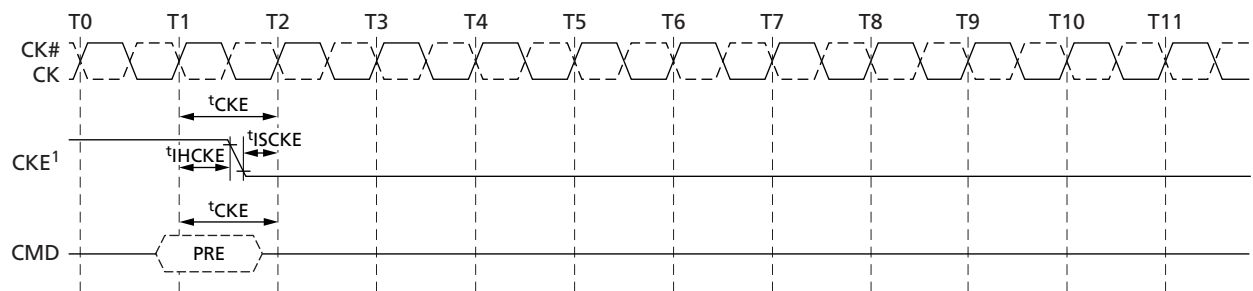 T0 T1 T2 T3 T4 T5 T6 T7 T8 T9 T10 T11
CK#
CK
tCKE
tISCKE
CKE1
tIHCKE
tCKE
CMD
PRE